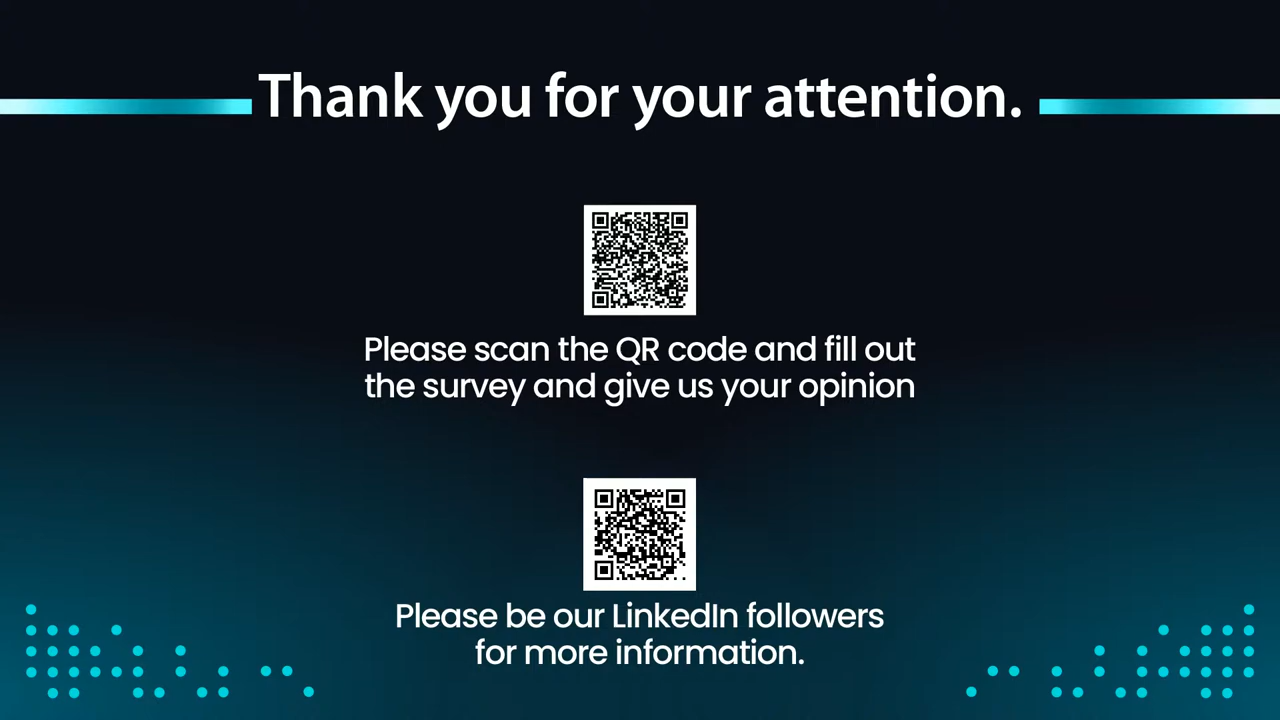 Thank you for your attention.
Please scan the QR code and fill out
the survey and give us your opinion
Please be our LinkedIn followers
for more information.